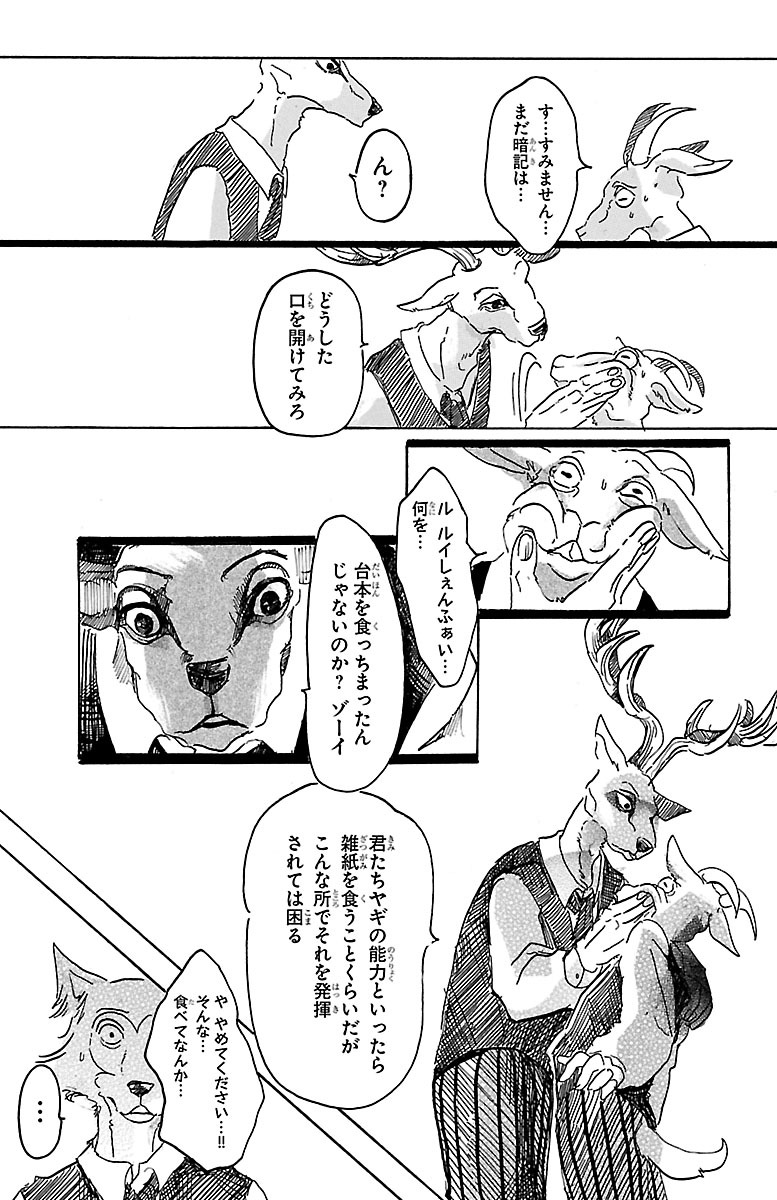 す…すみません…
まだ暗記は…
ん?
どうした
口を開けてみろ
ル ルイしぇんふぁい…
何を…
台本を食っちまったん
じゃないのか? ゾーイ
君たちヤギの能力といったら
雑紙を食うことくらいだが
こんな所でそれを発揮
されては困る
や やめてください…!!
そんな…
食べてなんか…
…